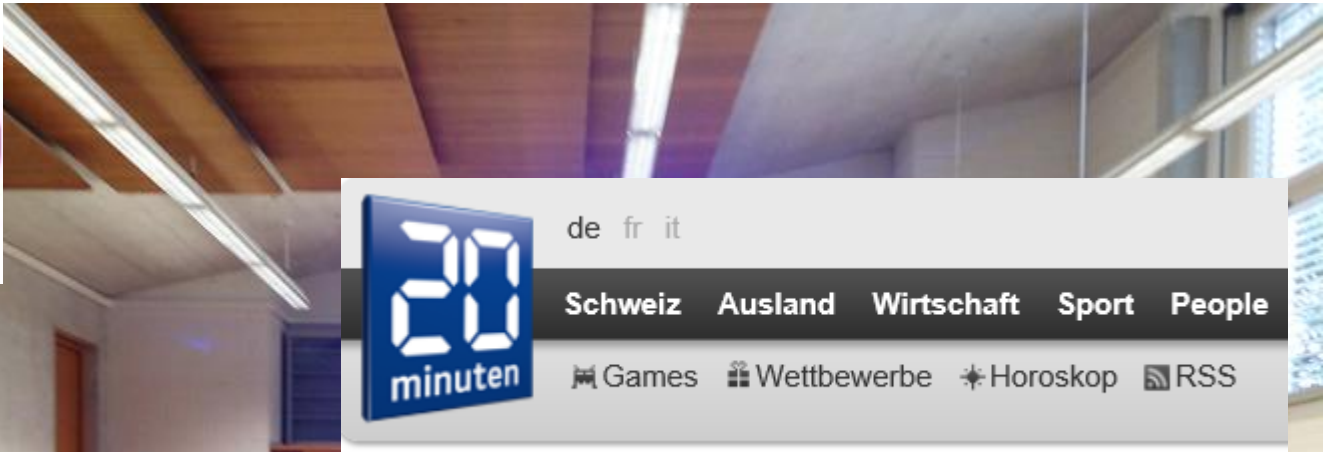 20
minuten
de fr it
Schweiz Ausland Wirtschaft Sport People
Games Wettbewerbe Horoskop RSS